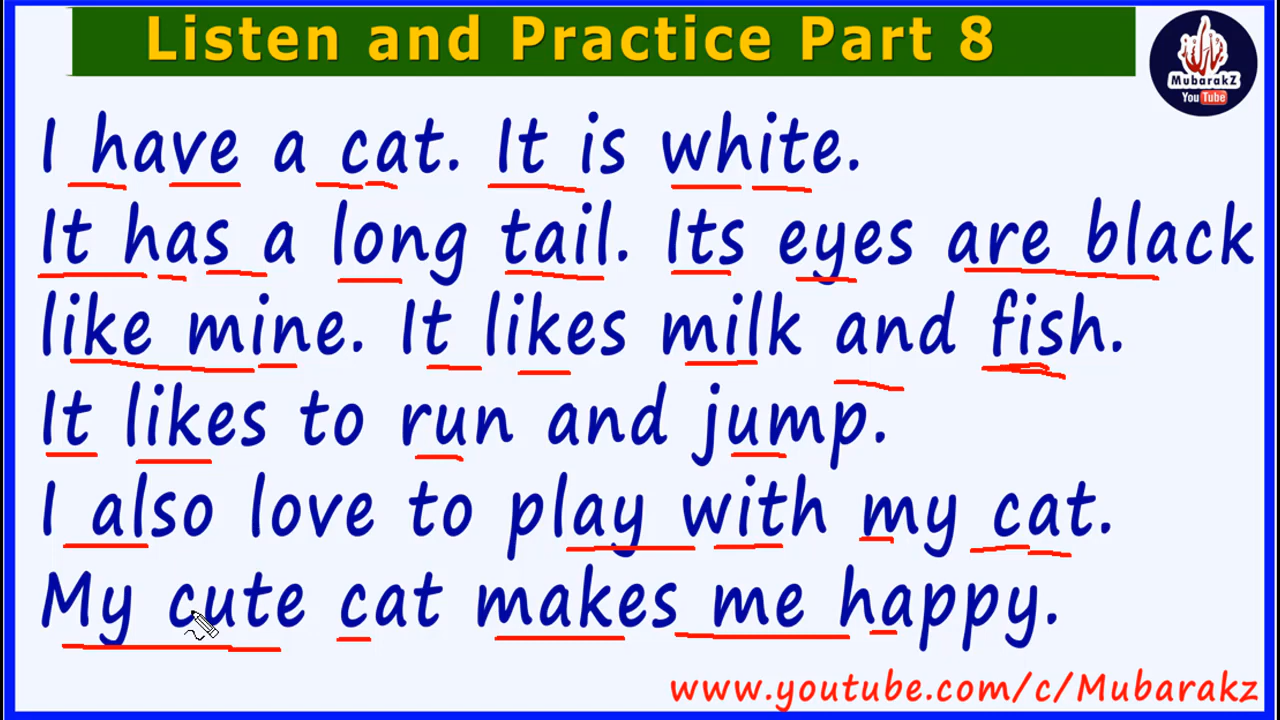 Listen and Practice Part 8
MubarakZ
You Tube
I have a cat. It is white.
It has a long tail. Its eyes are black
like mine. It likes milk and fish.
It likes to run and jump.
I also love to play with my cat.
My cute cat makes me happy.
www.youtube.com/c/Mubarakz